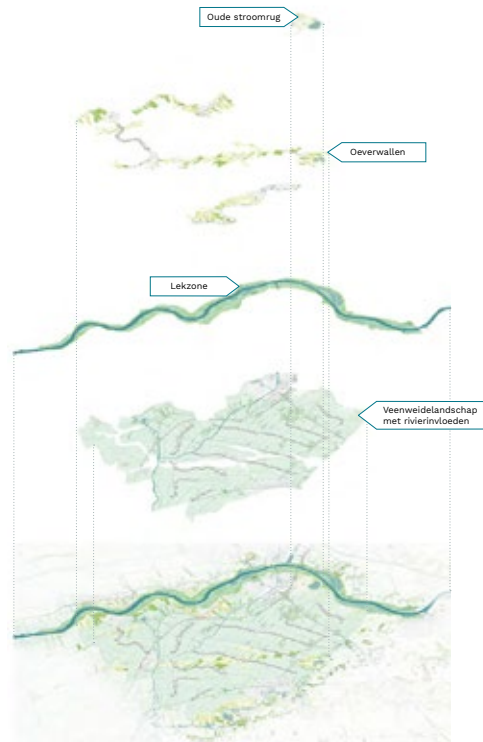 Oude stroomrug
Oeverwallen
Lekzone
Veenweidelandschap
met rivierinvloeden